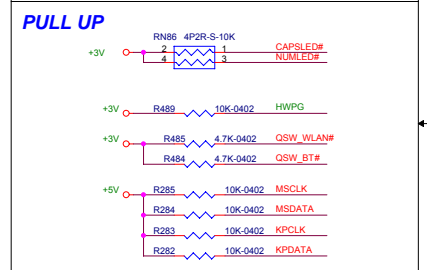 PULL UP
RN86 4P2R-S-10K
+3V 2 1 CAPSLED#
4 3 NUMLED#
+3V R489 10K-0402 HWPG
+3V R485 4.7K-0402 QSW_WLAN#
R484 4.7K-0402 QSW_BT#
+5V R285 10K-0402 MSCLK
R284 10K-0402 MSDATA
R283 10K-0402 KPCLK
R282 10K-0402 KPDATA